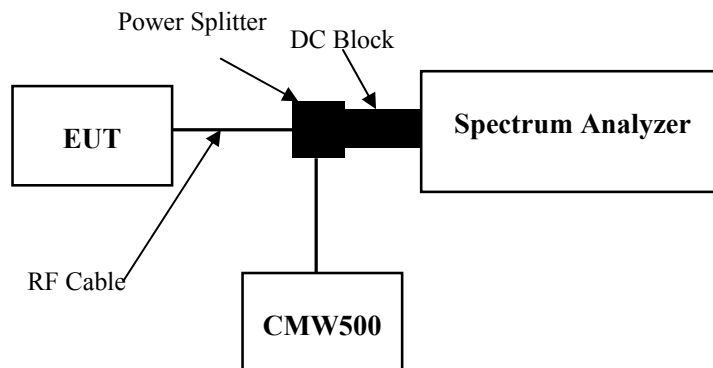 Power Splitter
DC Block
EUT
Spectrum Analyzer
RF Cable
CMW500